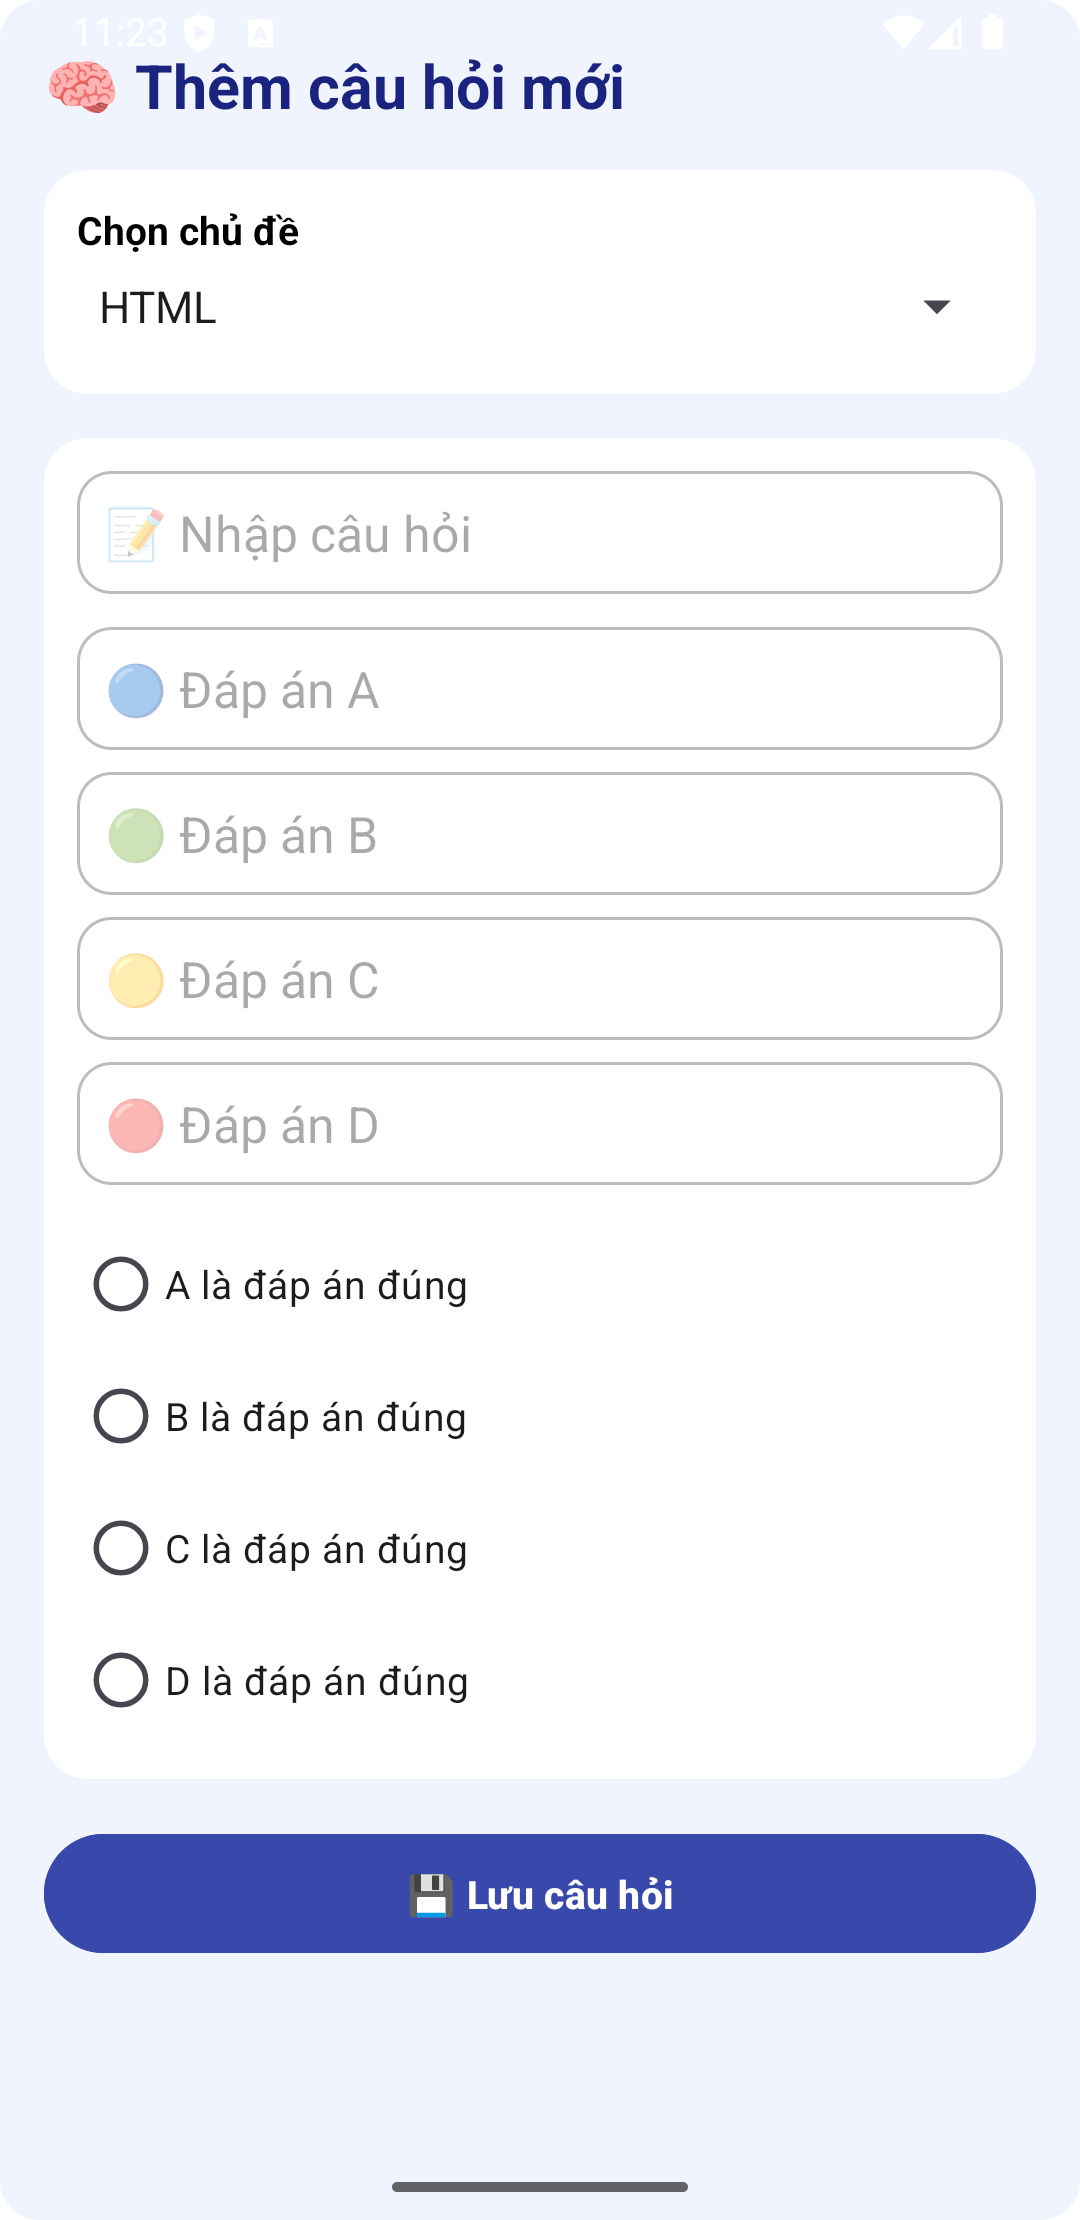 11:23
Thêm câu hỏi mới
Chọn chủ đề
HTML
Nhập câu hỏi
Đáp án A
Đáp án B
Đáp án C
Đáp án D
A là đáp án đúng
B là đáp án đúng
C là đáp án đúng
D là đáp án đúng
Lưu câu hỏi